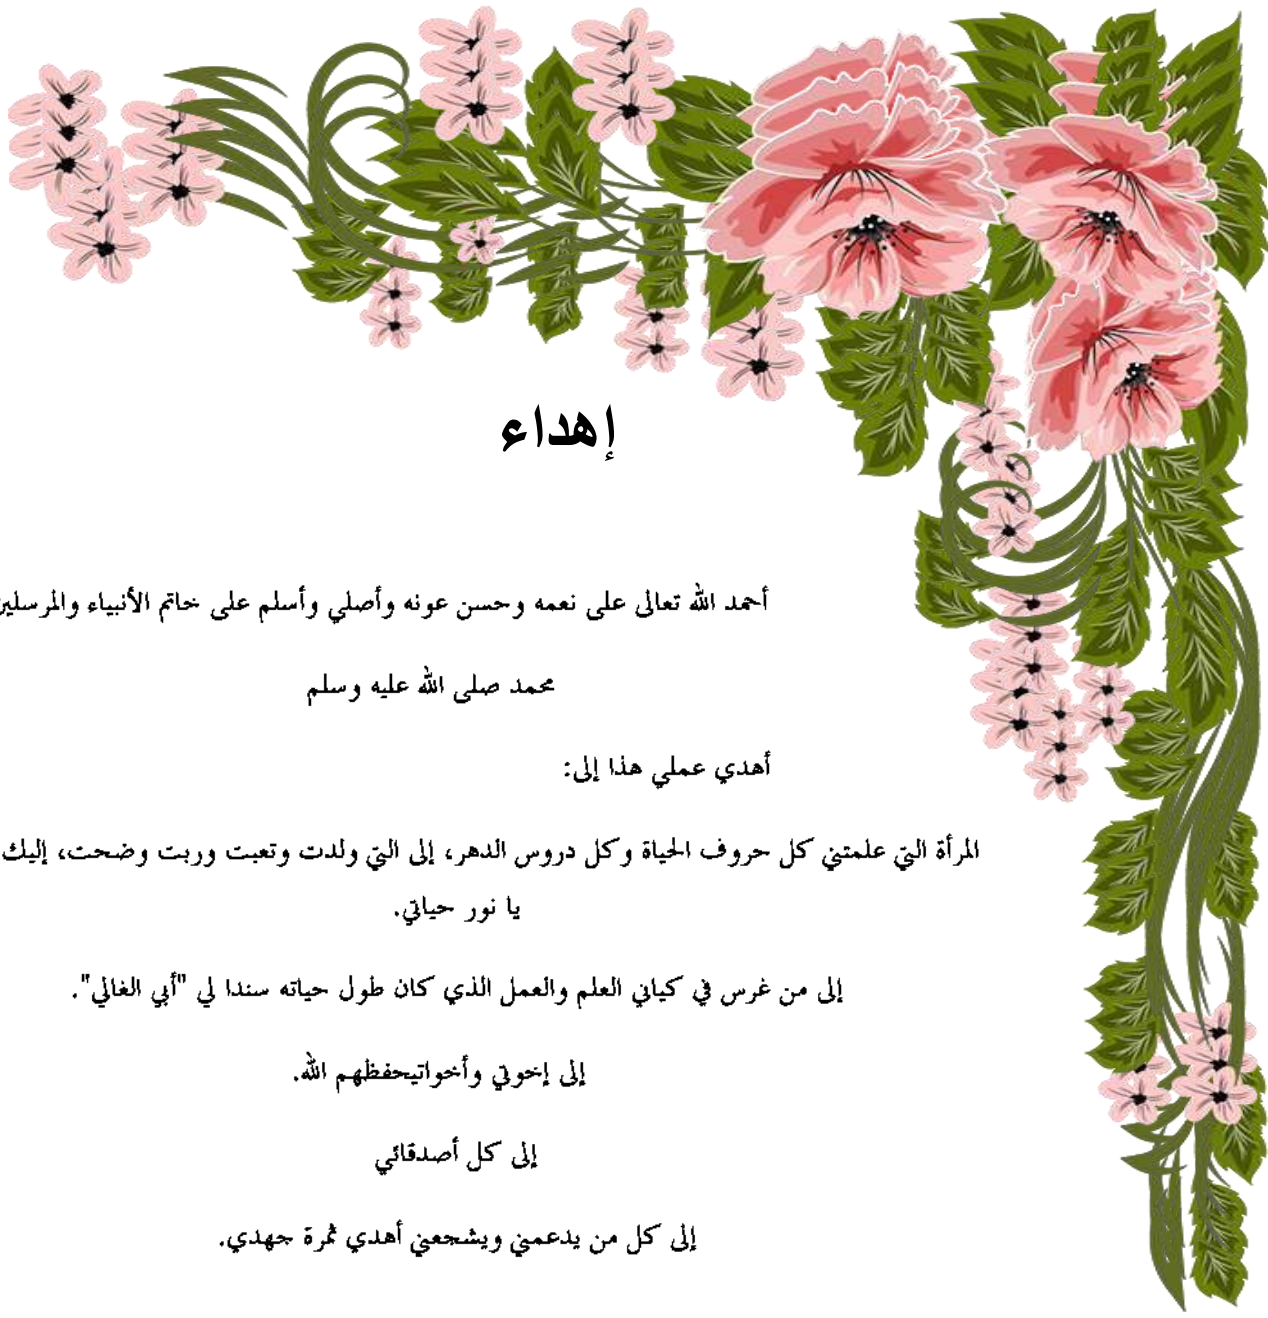 إهداء
أحمد الله تعالى على نعمه وحسن عونه وأصلي وأسلم على خاتم الأنبياء والمرسلين
محمد صلى الله عليه وسلم
أهدي عملي هذا إلى:
المرأة التي علمتني كل حروف الحياة وكل دروس الدهر، إلى التي ولدت وتعبت وربت وضحت، إليك
يا نور حياتي.
إلى من غرس في كياني العلم والعمل الذي كان طول حياته سندا لي "أبي الغالي".
إلى إخوتي وأخواتيحفظهم الله.
إلى كل أصدقائي
إلى كل من يدعمني ويشجعني أهدي ثمرة جهدي.